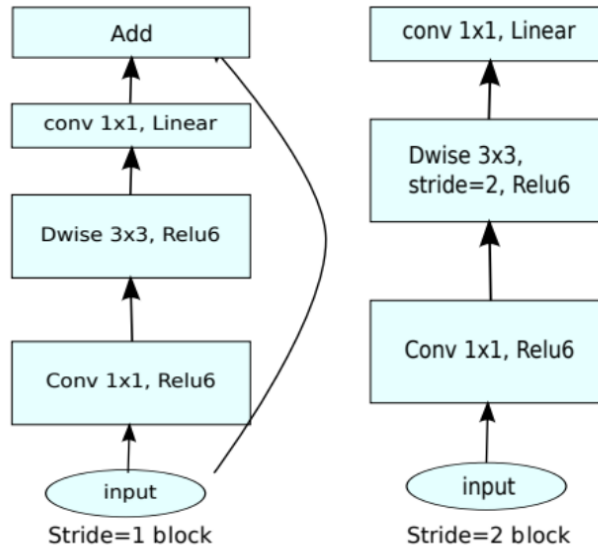 Add
conv 1x1, Linear
Dwise 3x3, Relu6
Conv 1x1, Relu6
input
Stride=1 block
conv 1x1, Linear
Dwise 3x3,
stride=2, Relu6
Conv 1x1, Relu6
input
Stride=2 block